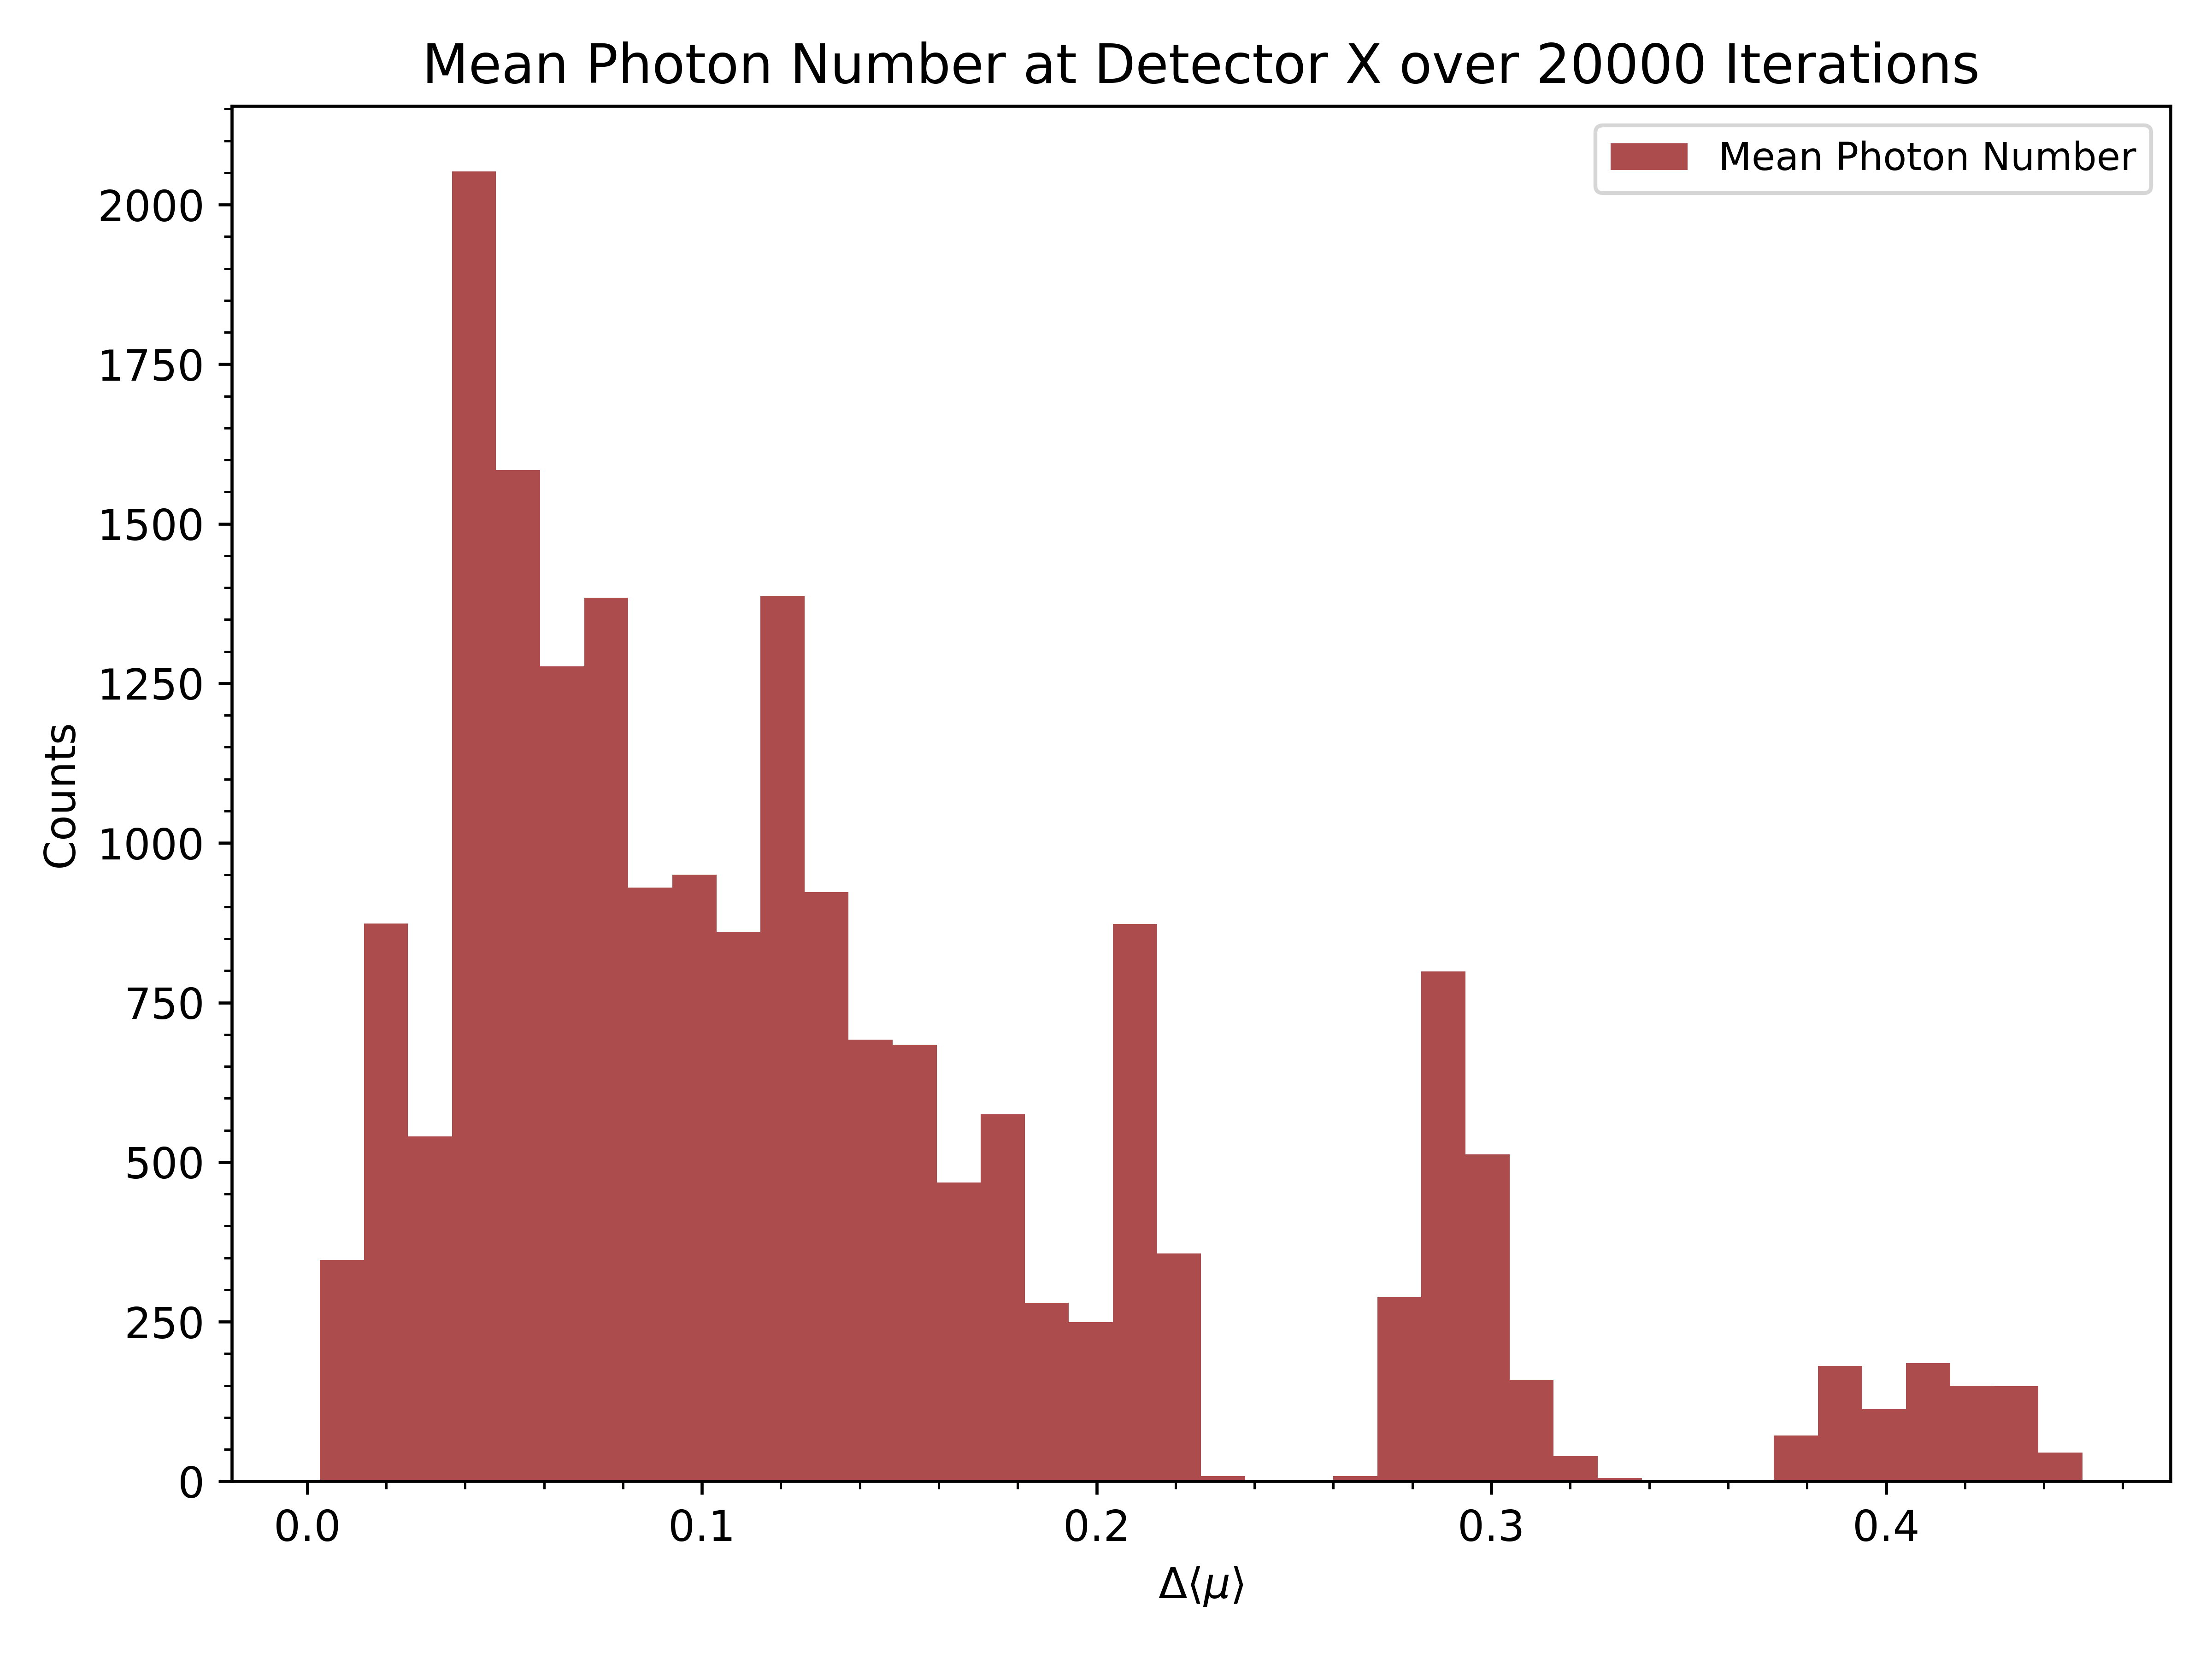 Mean Photon Number at Detector X over 20000 Iterations
Mean Photon Number
2000
1750
1500
1250
1000
750
500
250
0
Counts
0.0 0.1 0.2 0.3 0.4
Δ⟨μ⟩